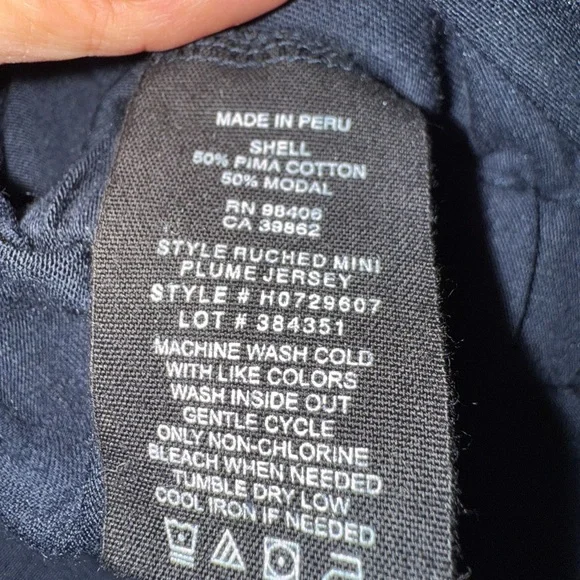 MADE IN PERU
SHELL
50% PIMA COTTON
50% MODAL
RN 98406
CA 39862
STYLE RUCHED MINI
PLUME JERSEY
STYLE # H0729607
LOT # 384351
MACHINE WASH COLD
WITH LIKE COLORS
WASH INSIDE OUT
GENTLE CYCLE
ONLY NON-CHLORINE
BLEACH WHEN NEEDED
TUMBLE DRY LOW
COOL IRON IF NEEDED